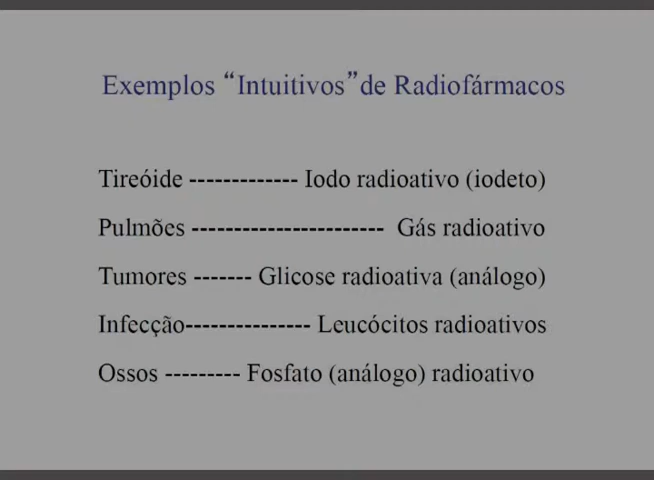 Exemplos “Intuitivos”de Radiofármacos
Tireóide ------------- Iodo radioativo (iodeto)
Pulmões ----------------------- Gás radioativo
Tumores ------- Glicose radioativa (análogo)
Infecção--------------- Leucócitos radioativos
Ossos --------- Fosfato (análogo) radioativo